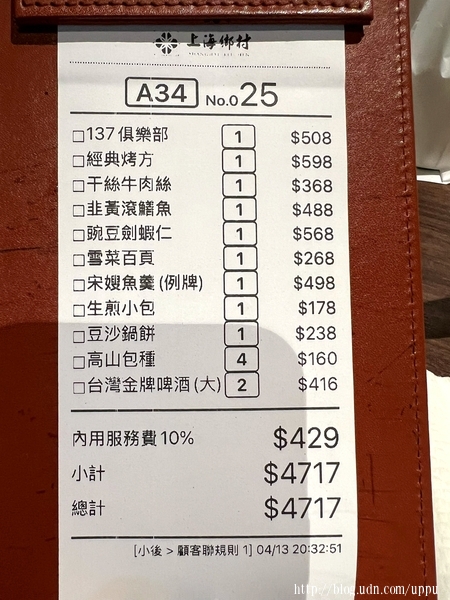 上海鄉村
A34 No.025
137俱樂部 1 $508
經典烤方 1 $598
干絲牛肉絲 1 $368
韭黃滾鱔魚 1 $488
豌豆劍蝦仁 1 $568
雪菜百頁 1 $268
宋嫂魚羹(例牌) 1 $498
生煎小包 1 $178
豆沙鍋餅 1 $238
高山包種 4 $160
台灣金牌啤酒(大) 2 $416
內用服務費10% $429
小計 $4717
總計 $4717
[小後 > 顧客聯規則 1] 04/13 20:32:51
http://blog.udn.com/uppu